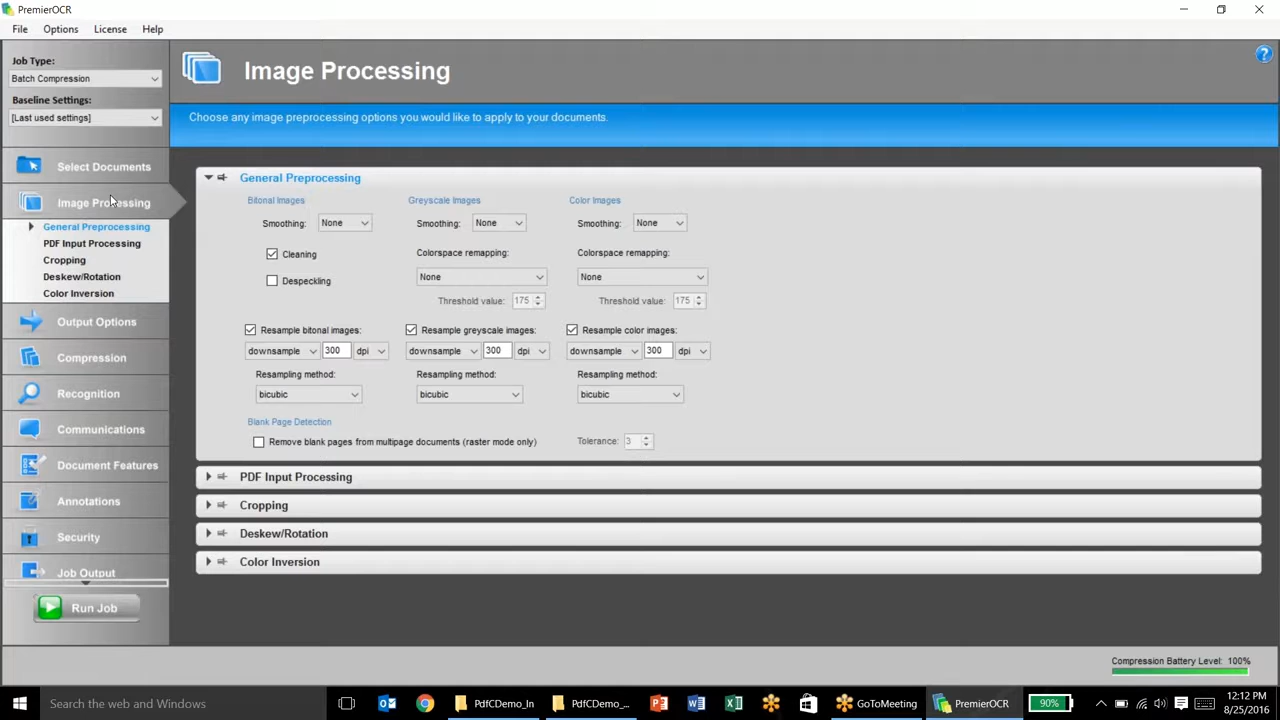 PremierOCR
File Options License Help
Job Type:
Batch Compression
Baseline Settings:
[Last used settings]
Select Documents
Image Processing
General Preprocessing
PDF Input Processing
Cropping
Deskew/Rotation
Color Inversion
Output Options
Compression
Recognition
Communications
Document Features
Annotations
Security
Job Output
Run Job
Image Processing
?
Choose any image preprocessing options you would like to apply to your documents.
General Preprocessing
Bitonal Images Greyscale Images Color Images
Smoothing: None Smoothing: None Smoothing: None
Cleaning Colorspace remapping: Colorspace remapping:
Despeckling None None
Threshold value: 175 Threshold value: 175
Resample bitonal images: Resample greyscale images: Resample color images:
downsample 300 dpi downsample 300 dpi downsample 300 dpi
Resampling method: Resampling method: Resampling method:
bicubic bicubic bicubic
Blank Page Detection
Remove blank pages from multipage documents (raster mode only) Tolerance: 3
PDF Input Processing
Cropping
Deskew/Rotation
Color Inversion
Compression Battery Level: 100%
Search the web and Windows PdfCDemo_In PdfCDemo_... GoToMeeting PremierOCR 90% 12:12 PM
8/25/2016